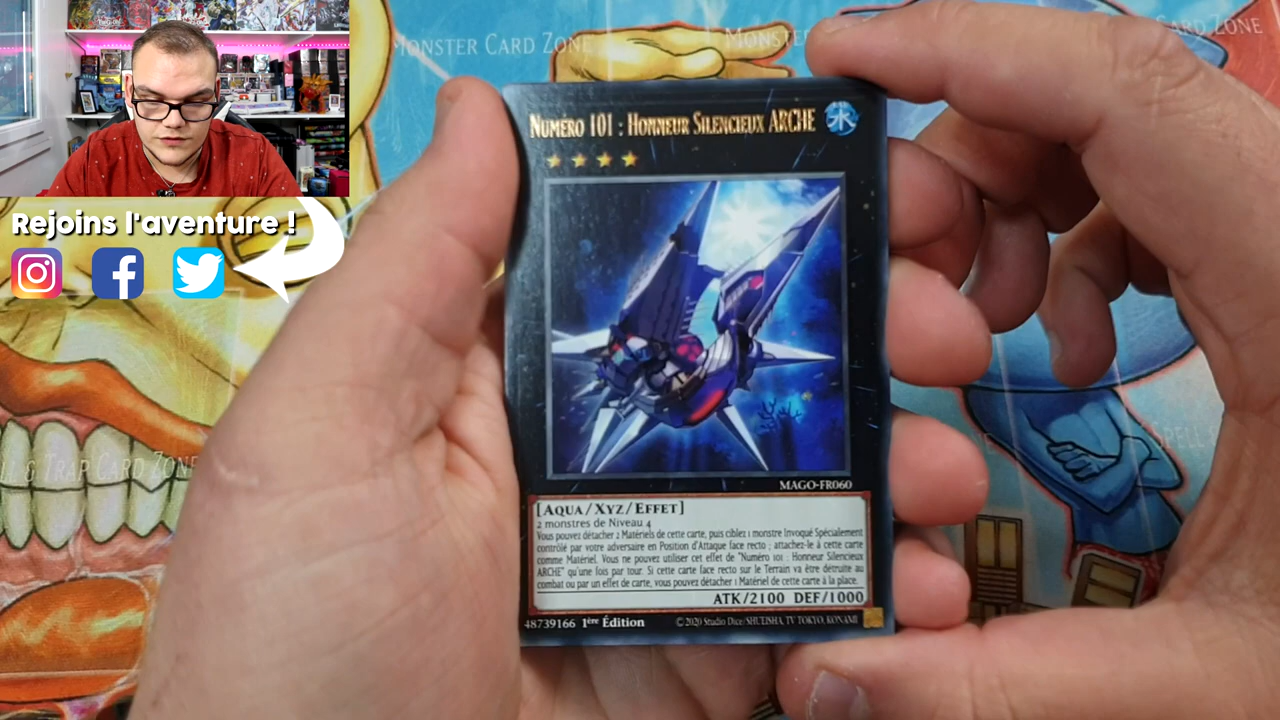 MONSTER CARD ZONE
MONSTER
CARD ZONE
Rejoins l'aventure !
NUMÉRO 101 : HONNEUR SILENCIEUX ARCHE
MAGO-FR060
[AQUA/XYZ/EFFET]
2 monstres de Niveau 4
Vous pouvez détacher 2 Matériels de cette carte, puis ciblez 1 monstre Invoqué Spécialement
contrôlé par votre adversaire en Position d'Attaque face recto ; attachez-le à cette carte
comme Matériel. Vous ne pouvez utiliser cet effet de "Numéro 101 : Honneur Silencieux
ARCHE" qu'une fois par tour. Si cette carte face recto sur le Terrain va être détruite au
combat ou par un effet de carte, vous pouvez détacher 1 Matériel de cette carte à la place.
ATK/2100 DEF/1000
48739166 1ère Édition ©2020 Studio Dice/SHUEISHA, TV TOKYO, KONAMI
LL & TRAP CARD ZONE
SPELL